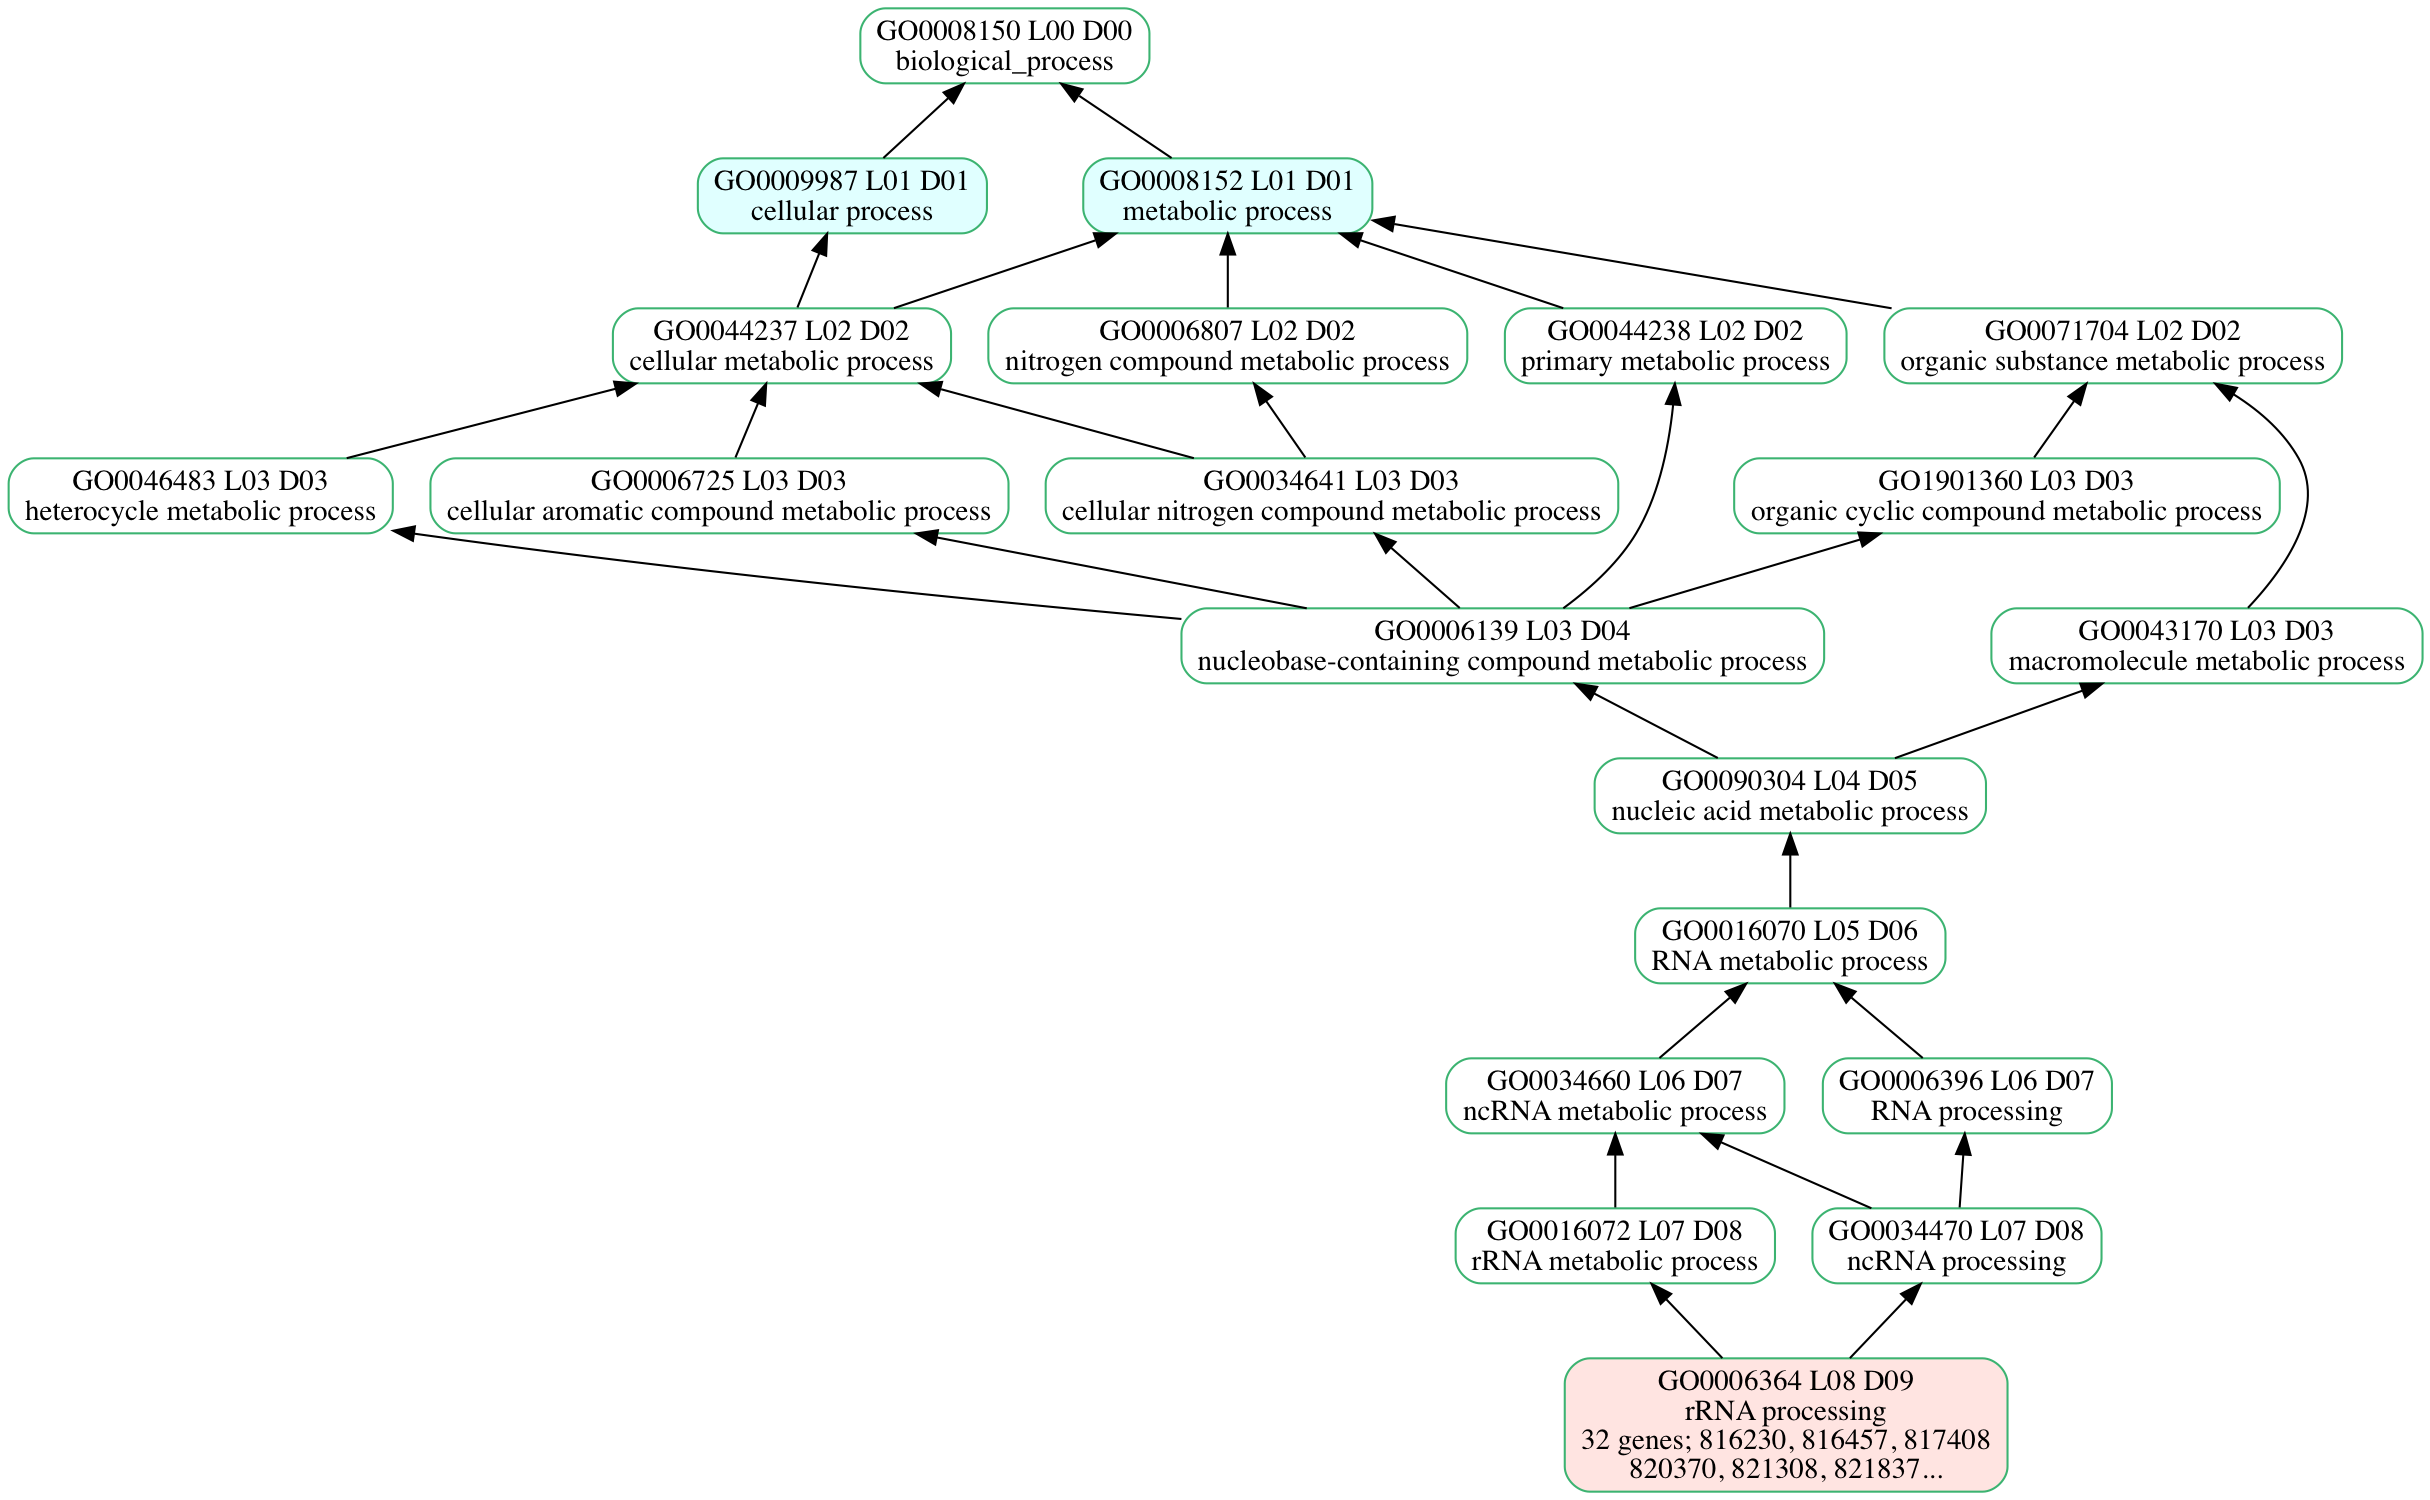 GO0008150 L00 D00
biological_process
GO0009987 L01 D01
cellular process
GO0008152 L01 D01
metabolic process
GO0044237 L02 D02
cellular metabolic process
GO0006807 L02 D02
nitrogen compound metabolic process
GO0044238 L02 D02
primary metabolic process
GO0071704 L02 D02
organic substance metabolic process
GO0046483 L03 D03
heterocycle metabolic process
GO0006725 L03 D03
cellular aromatic compound metabolic process
GO0034641 L03 D03
cellular nitrogen compound metabolic process
GO1901360 L03 D03
organic cyclic compound metabolic process
GO0006139 L03 D04
nucleobase-containing compound metabolic process
GO0043170 L03 D03
macromolecule metabolic process
GO0090304 L04 D05
nucleic acid metabolic process
GO0016070 L05 D06
RNA metabolic process
GO0034660 L06 D07
ncRNA metabolic process
GO0006396 L06 D07
RNA processing
GO0016072 L07 D08
rRNA metabolic process
GO0034470 L07 D08
ncRNA processing
GO0006364 L08 D09
rRNA processing
32 genes; 816230, 816457, 817408
820370, 821308, 821837...